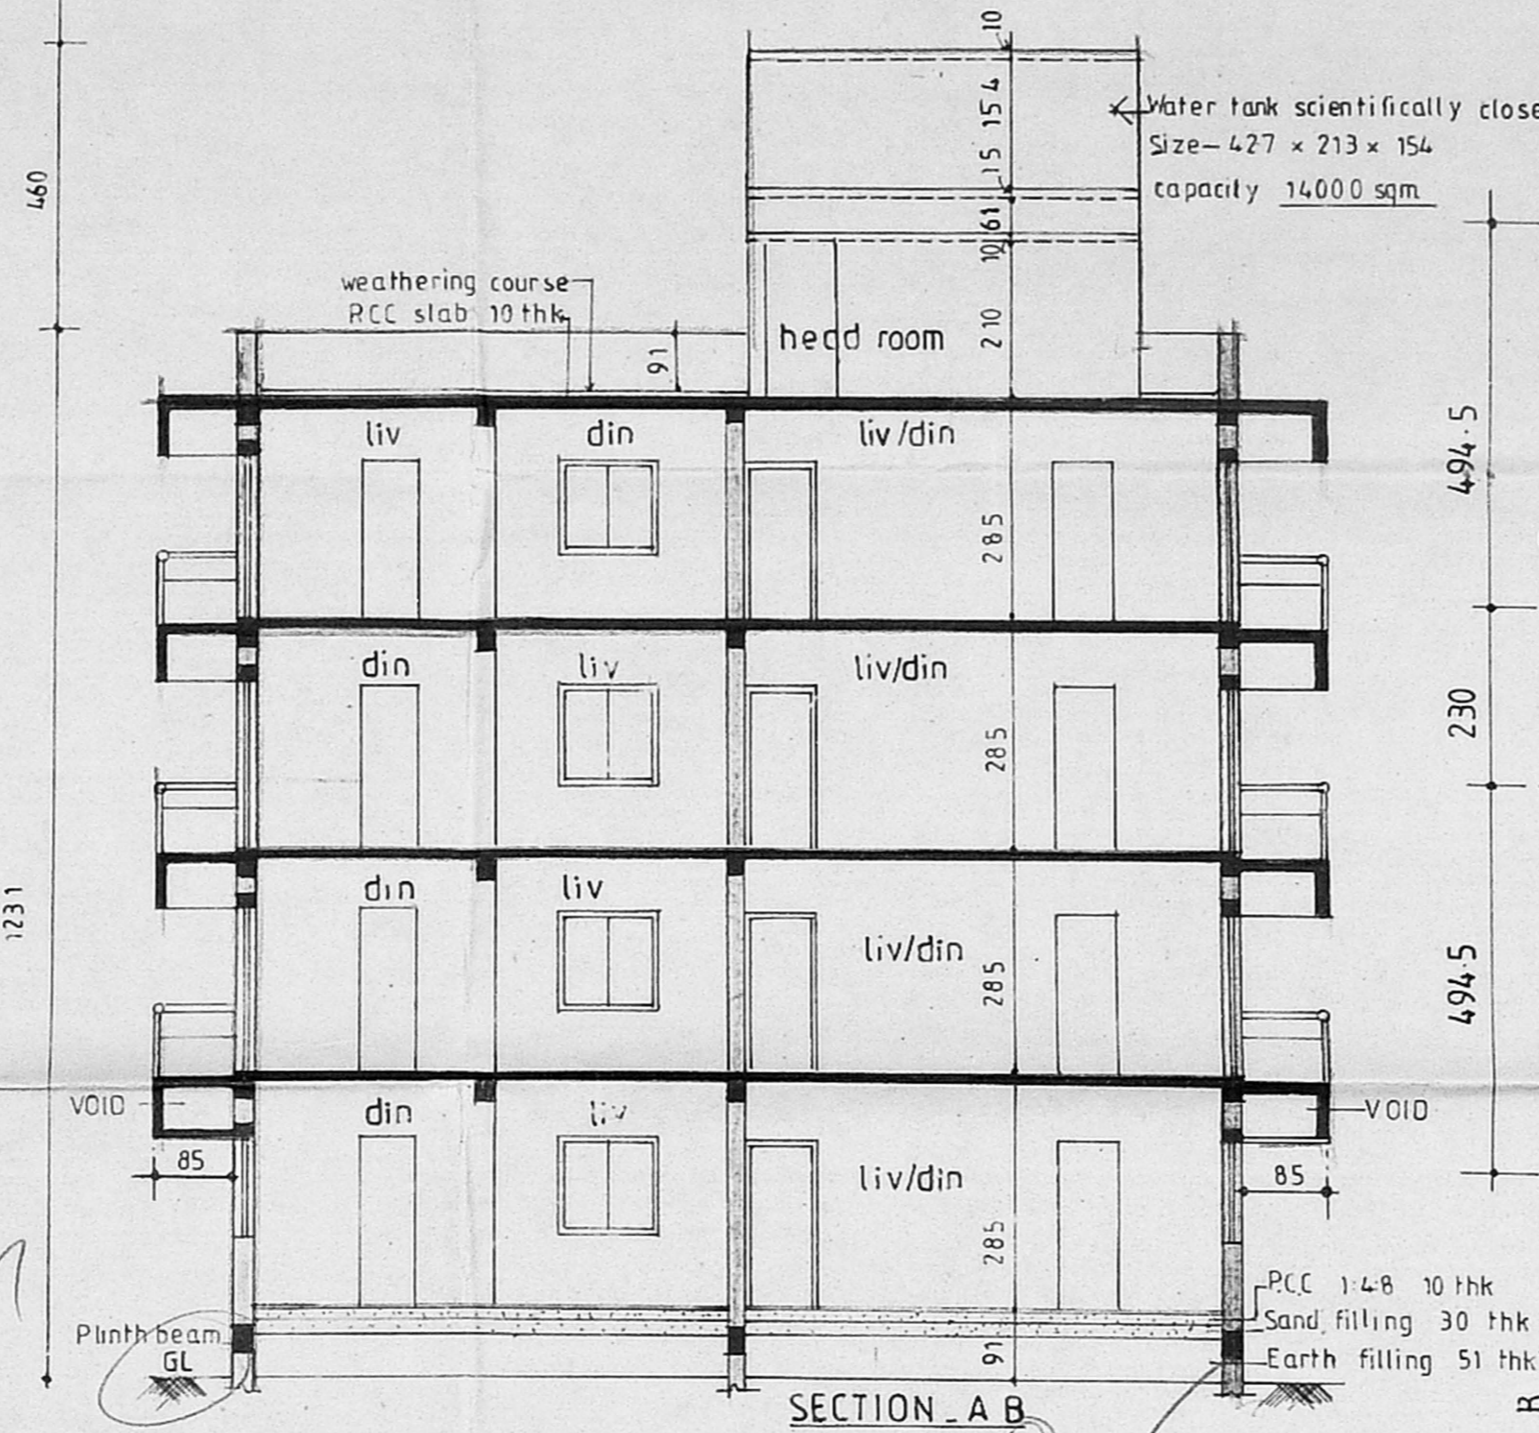 10
154
15
61
10
210
460
Water tank scientifically close
Size- 427 × 213 × 154
capacity 14000 sqm
weathering course
RCC slab 10 thk
91
head room
liv
din
liv/din
285
494.5
din
liv
liv/din
285
230
din
liv
liv/din
285
1231
494.5
VOID
din
liv
liv/din
VOID
85
85
285
P.C.C 1:4:8 10 thk
Sand filling 30 thk
Earth filling 51 thk
Plinth beam
GL
91
SECTION_A B